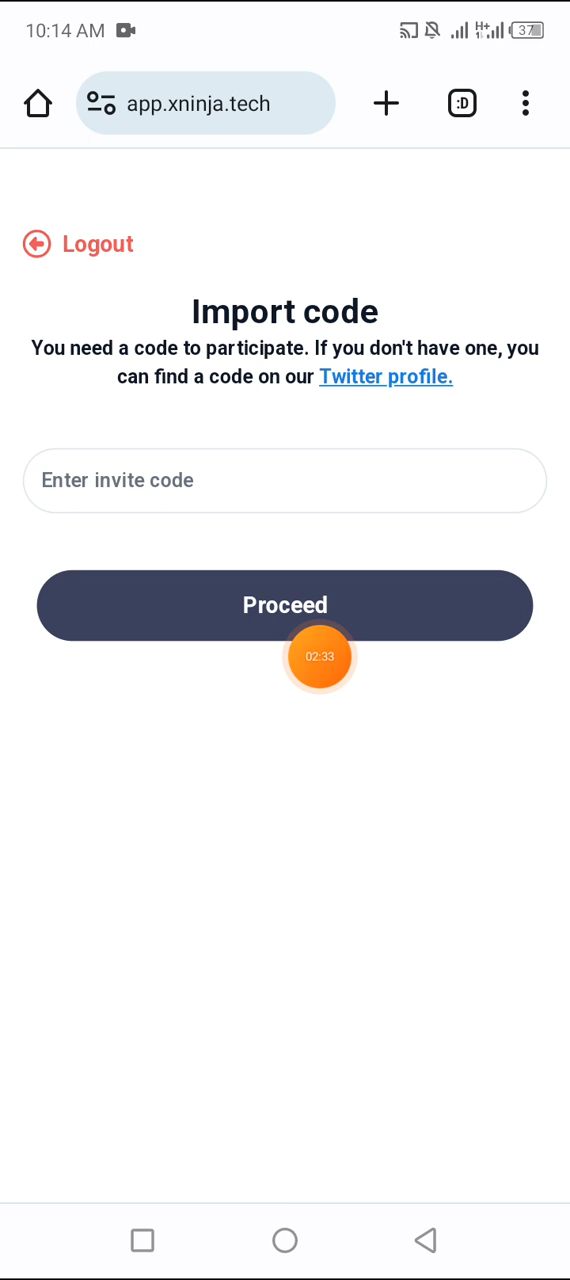 10:14 AM
H+
37
app.xninja.tech
:D
Logout
Import code
You need a code to participate. If you don't have one, you
can find a code on our Twitter profile.
Enter invite code
Proceed
02:33